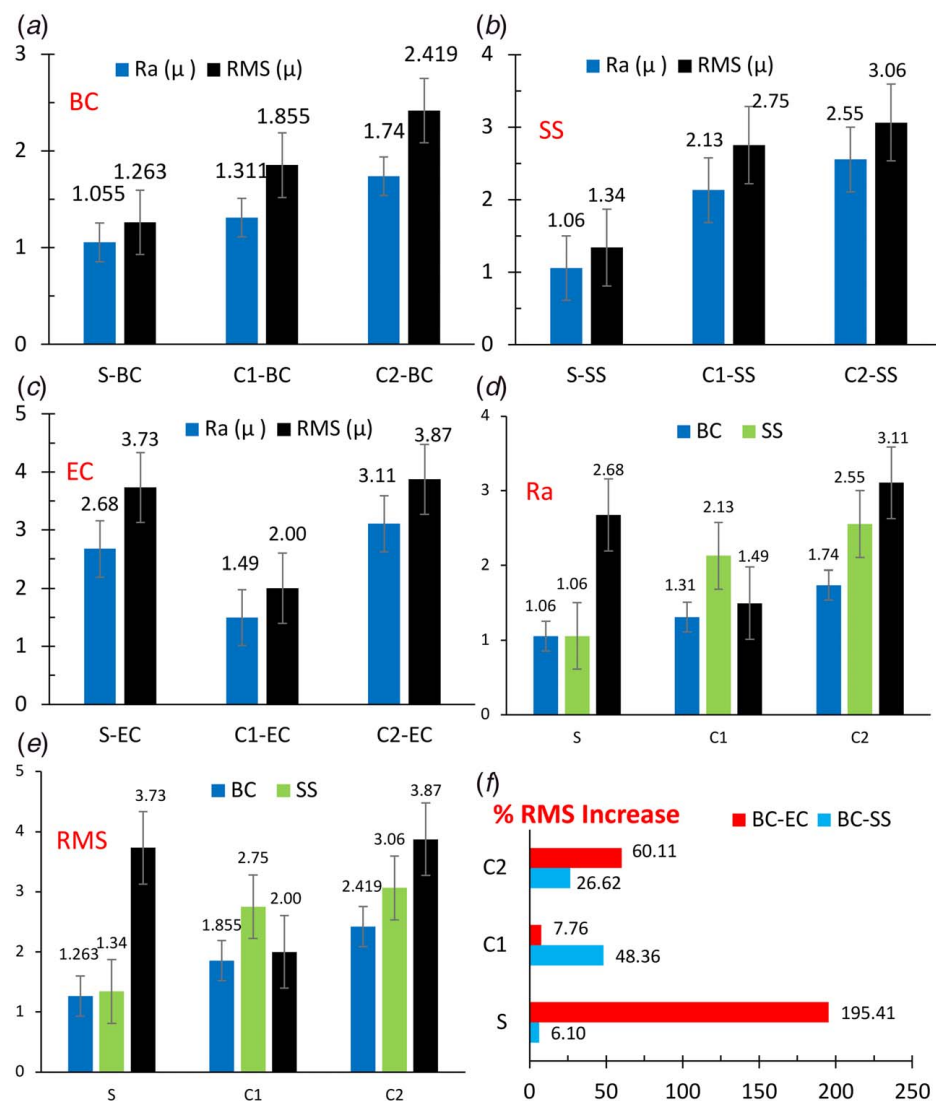 (a)
3
2
1
0
Ra (μ )
RMS (μ)
BC
1.055
1.263
1.311
1.855
1.74
2.419
S-BC
C1-BC
C2-BC
(b)
4
3
2
1
0
Ra (μ )
RMS (μ)
SS
1.06
1.34
2.13
2.75
2.55
3.06
S-SS
C1-SS
C2-SS
(c)
5
4
3
2
1
0
Ra (μ )
RMS (μ)
EC
2.68
3.73
1.49
2.00
3.11
3.87
S-EC
C1-EC
C2-EC
(d)
4
3
2
1
0
BC
SS
Ra
1.06
1.06
2.68
1.31
2.13
1.49
1.74
2.55
3.11
S
C1
C2
(e)
5
4
3
2
1
0
BC
SS
RMS
1.263
1.34
3.73
1.855
2.75
2.00
2.419
3.06
3.87
S
C1
C2
(f)
% RMS Increase
BC-EC
BC-SS
C2
60.11
26.62
C1
7.76
48.36
S
195.41
6.10
0
50
100
150
200
250